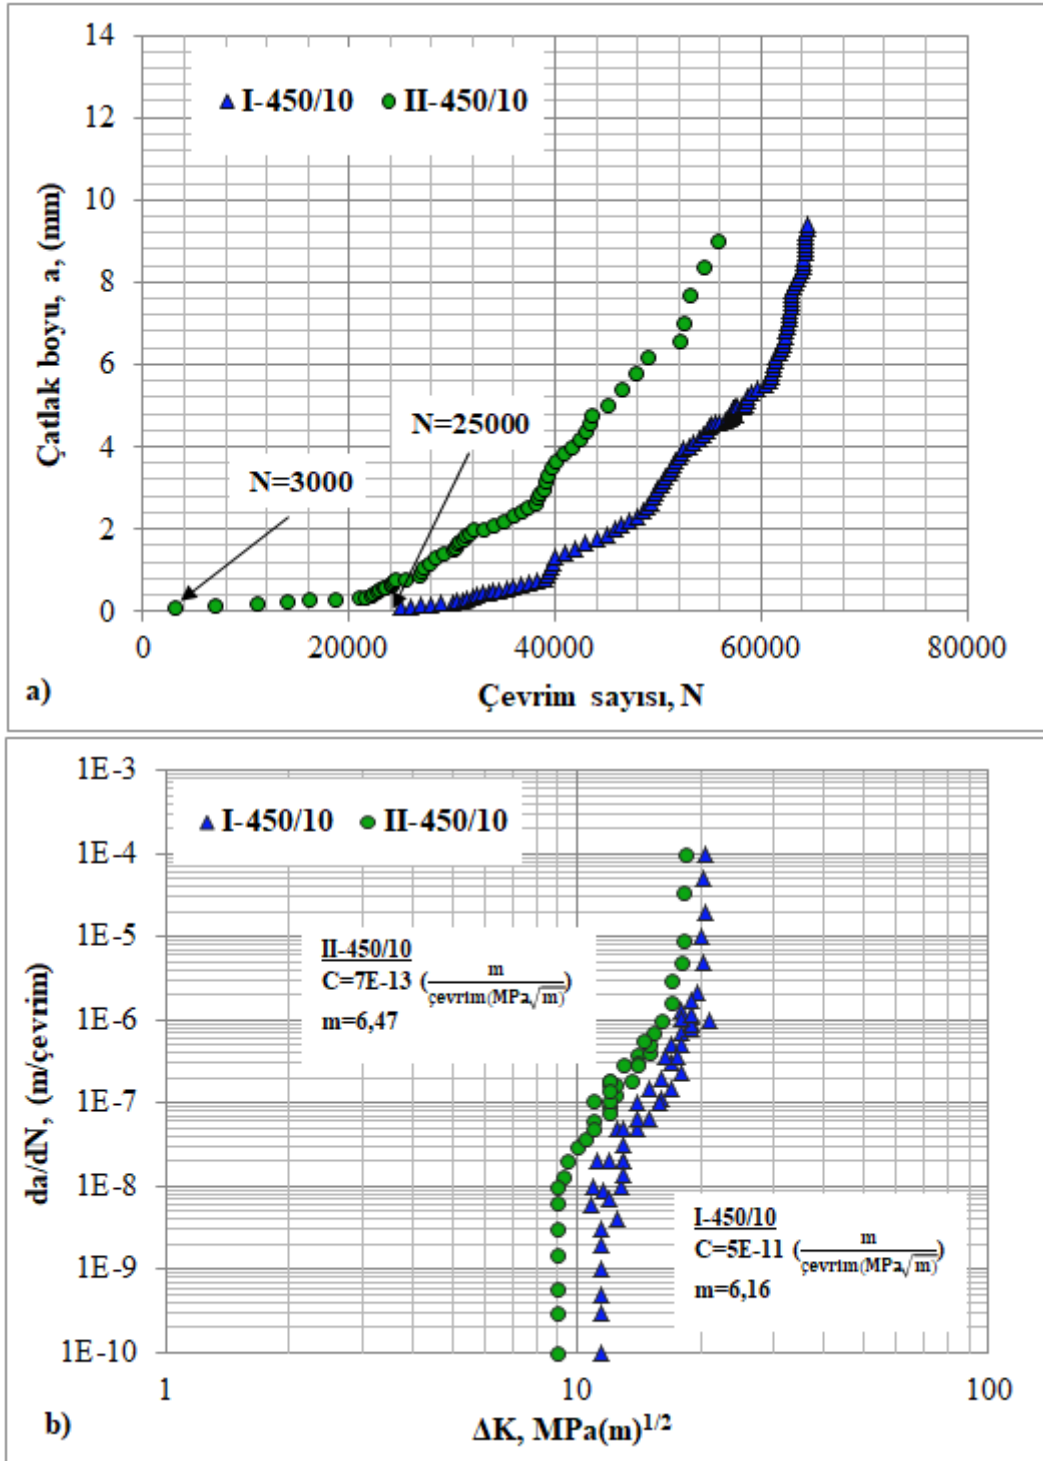 14
12
10
8
6
4
2
0
I-450/10 II-450/10
N=25000
N=3000
Çatlak boyu, a, (mm)
0 20000 40000 60000 80000
Çevrim sayısı, N
a)
1E-3
1E-4
1E-5
1E-6
1E-7
1E-8
1E-9
1E-10
I-450/10 II-450/10
II-450/10
C=7E-13 (m/çevrim(MPa√m))
m=6,47
I-450/10
C=5E-11 (m/çevrim(MPa√m))
m=6,16
da/dN, (m/çevrim)
1 10 100
ΔK, MPa(m)^1/2
b)